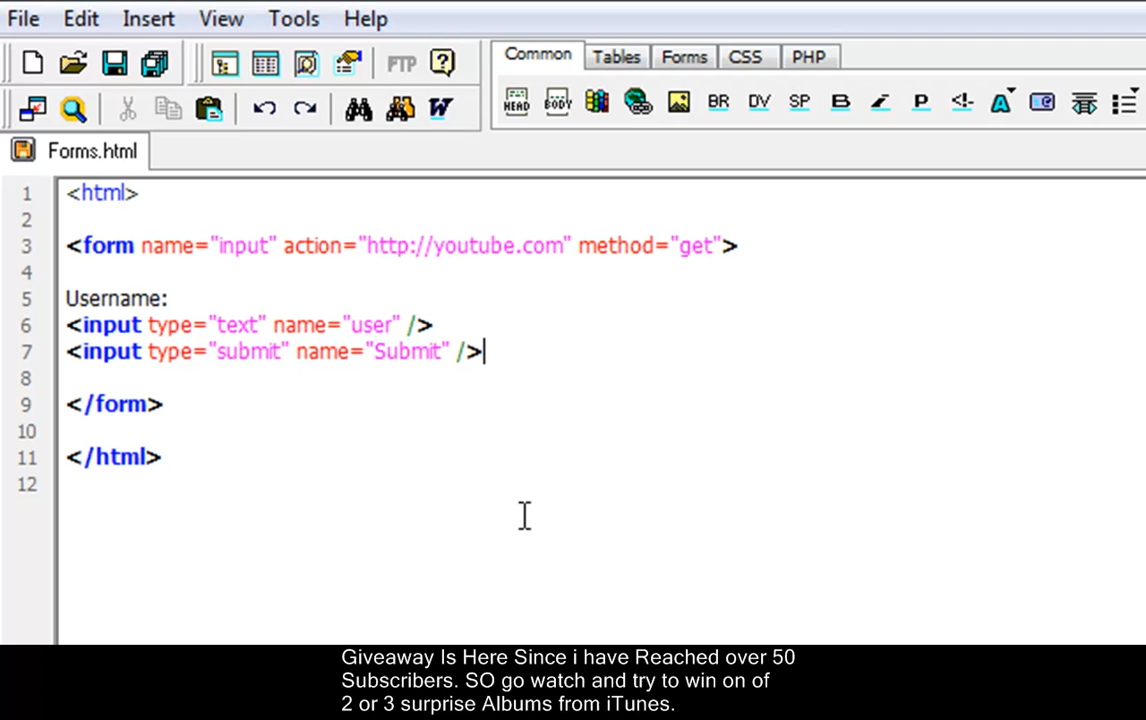 File Edit Insert View Tools Help
Common Tables Forms CSS PHP
FTP ?
HEAD BODY BR DV SP B P <!- A
W
Forms.html
1 <html>
2
3 <form name="input" action="http://youtube.com" method="get">
4
5 Username:
6 <input type="text" name="user" />
7 <input type="submit" name="Submit" />
8
9 </form>
10
11 </html>
12
Giveaway Is Here Since i have Reached over 50
Subscribers. SO go watch and try to win on of
2 or 3 surprise Albums from iTunes.